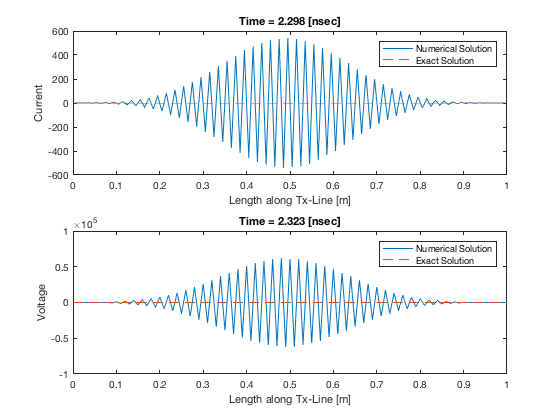 Time = 2.298 [nsec]
600
400
200
0
-200
-400
-600
Current
Numerical Solution
Exact Solution
0 0.1 0.2 0.3 0.4 0.5 0.6 0.7 0.8 0.9 1
Length along Tx-Line [m]
Time = 2.323 [nsec]
×10^5
1
0.5
0
-0.5
-1
Voltage
Numerical Solution
Exact Solution
0 0.1 0.2 0.3 0.4 0.5 0.6 0.7 0.8 0.9 1
Length along Tx-Line [m]